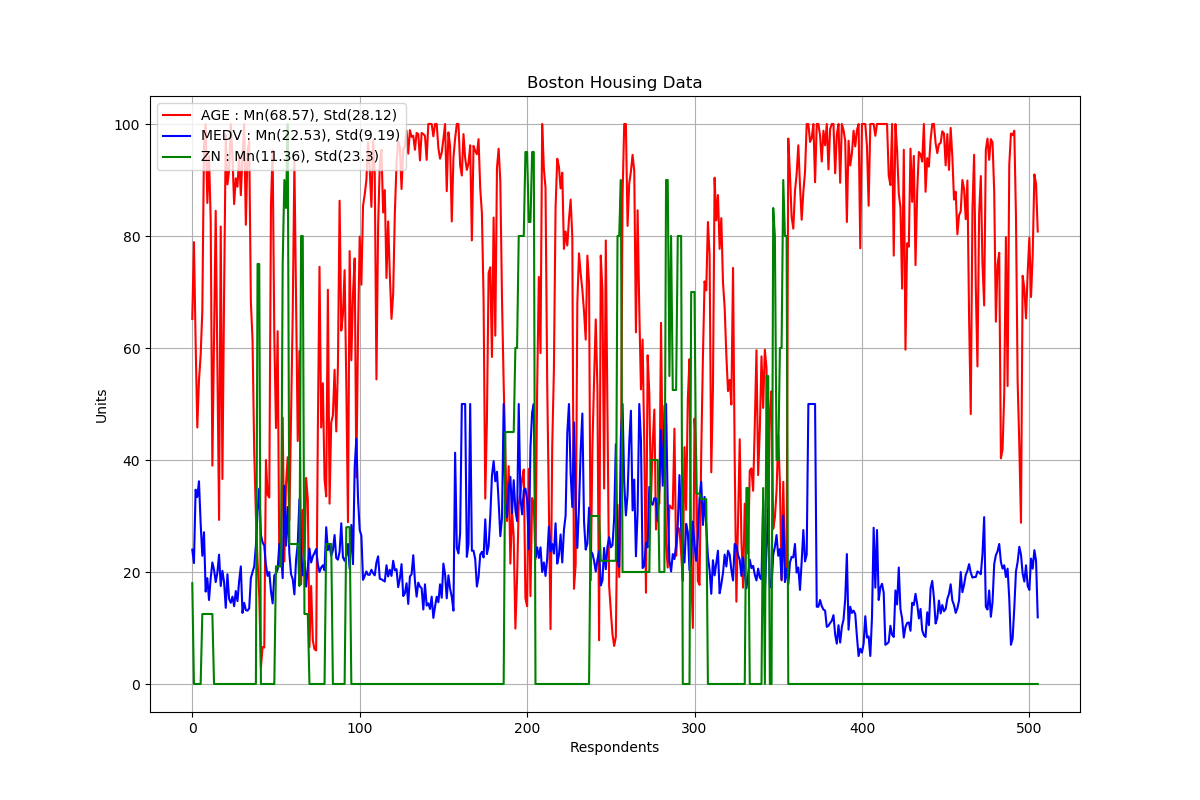 Boston Housing Data
AGE : Mn(68.57), Std(28.12)
MEDV : Mn(22.53), Std(9.19)
ZN : Mn(11.36), Std(23.3)
100
80
60
40
20
0
Units
0 100 200 300 400 500
Respondents